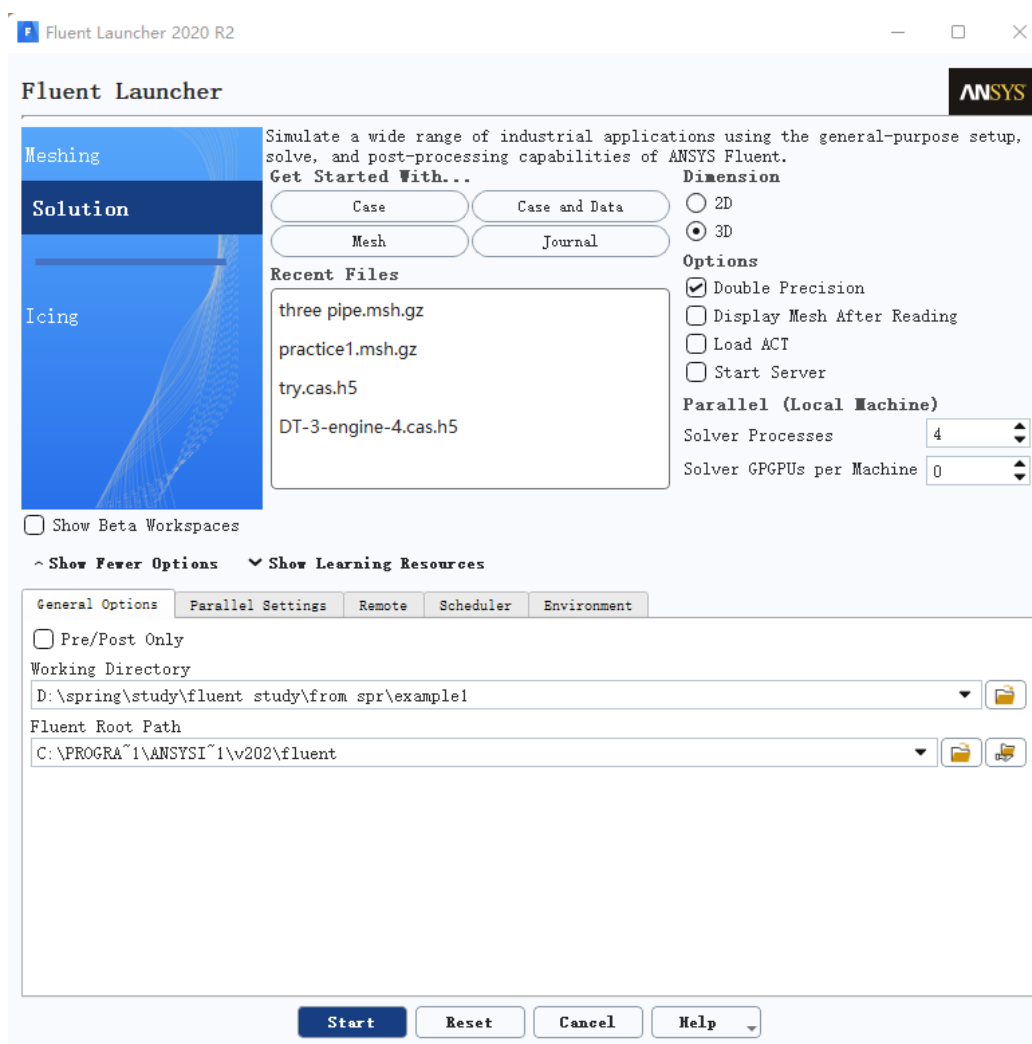 Fluent Launcher 2020 R2
Fluent Launcher
ANSYS
Meshing
Solution
Icing
Simulate a wide range of industrial applications using the general-purpose setup,
solve, and post-processing capabilities of ANSYS Fluent.
Get Started With...
Case
Case and Data
Mesh
Journal
Recent Files
three pipe.msh.gz
practice1.msh.gz
try.cas.h5
DT-3-engine-4.cas.h5
Dimension
2D
3D
Options
Double Precision
Display Mesh After Reading
Load ACT
Start Server
Parallel (Local Machine)
Solver Processes 4
Solver GPGPUs per Machine 0
Show Beta Workspaces
Show Fewer Options Show Learning Resources
General Options Parallel Settings Remote Scheduler Environment
Pre/Post Only
Working Directory
D:\spring\study\fluent study\from spr\example1
Fluent Root Path
C:\PROGRA~1\ANSYSI~1\v202\fluent
Start Reset Cancel Help